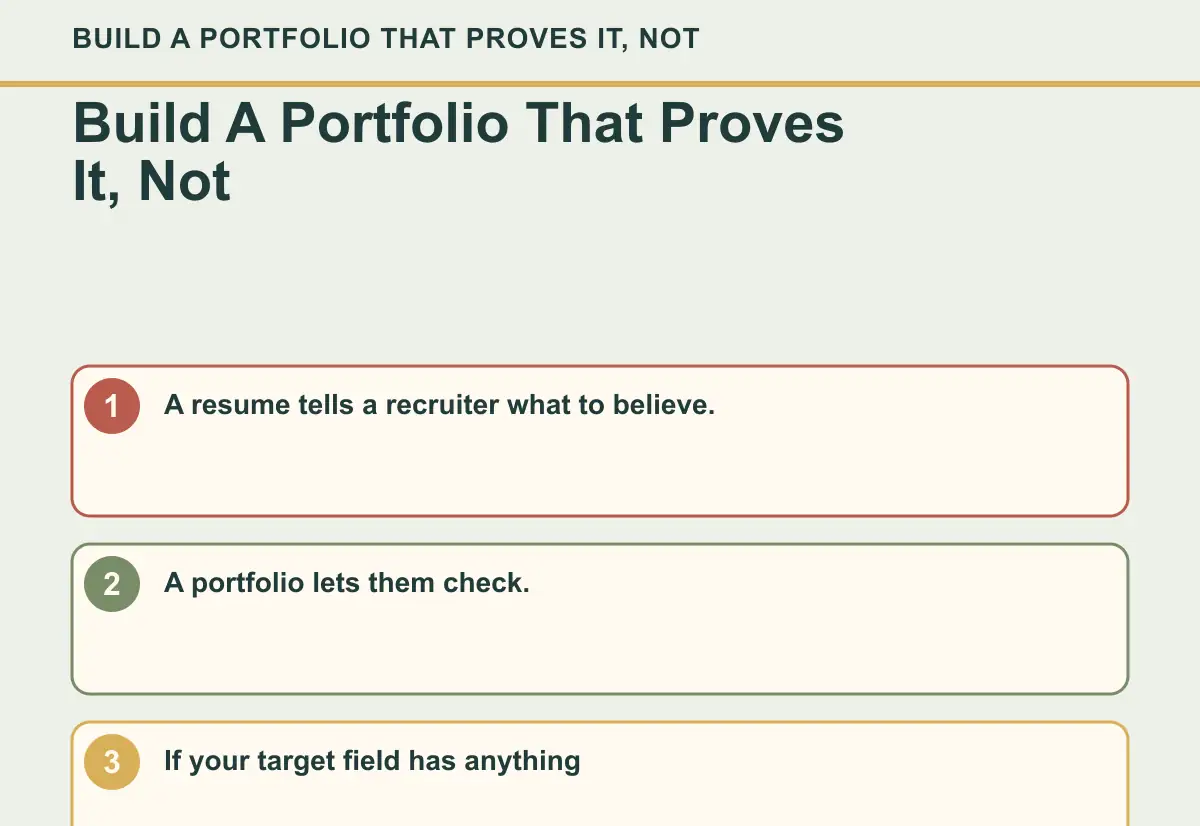 BUILD A PORTFOLIO THAT PROVES IT, NOT
Build A Portfolio That Proves
It, Not
1 A resume tells a recruiter what to believe.
2 A portfolio lets them check.
3 If your target field has anything